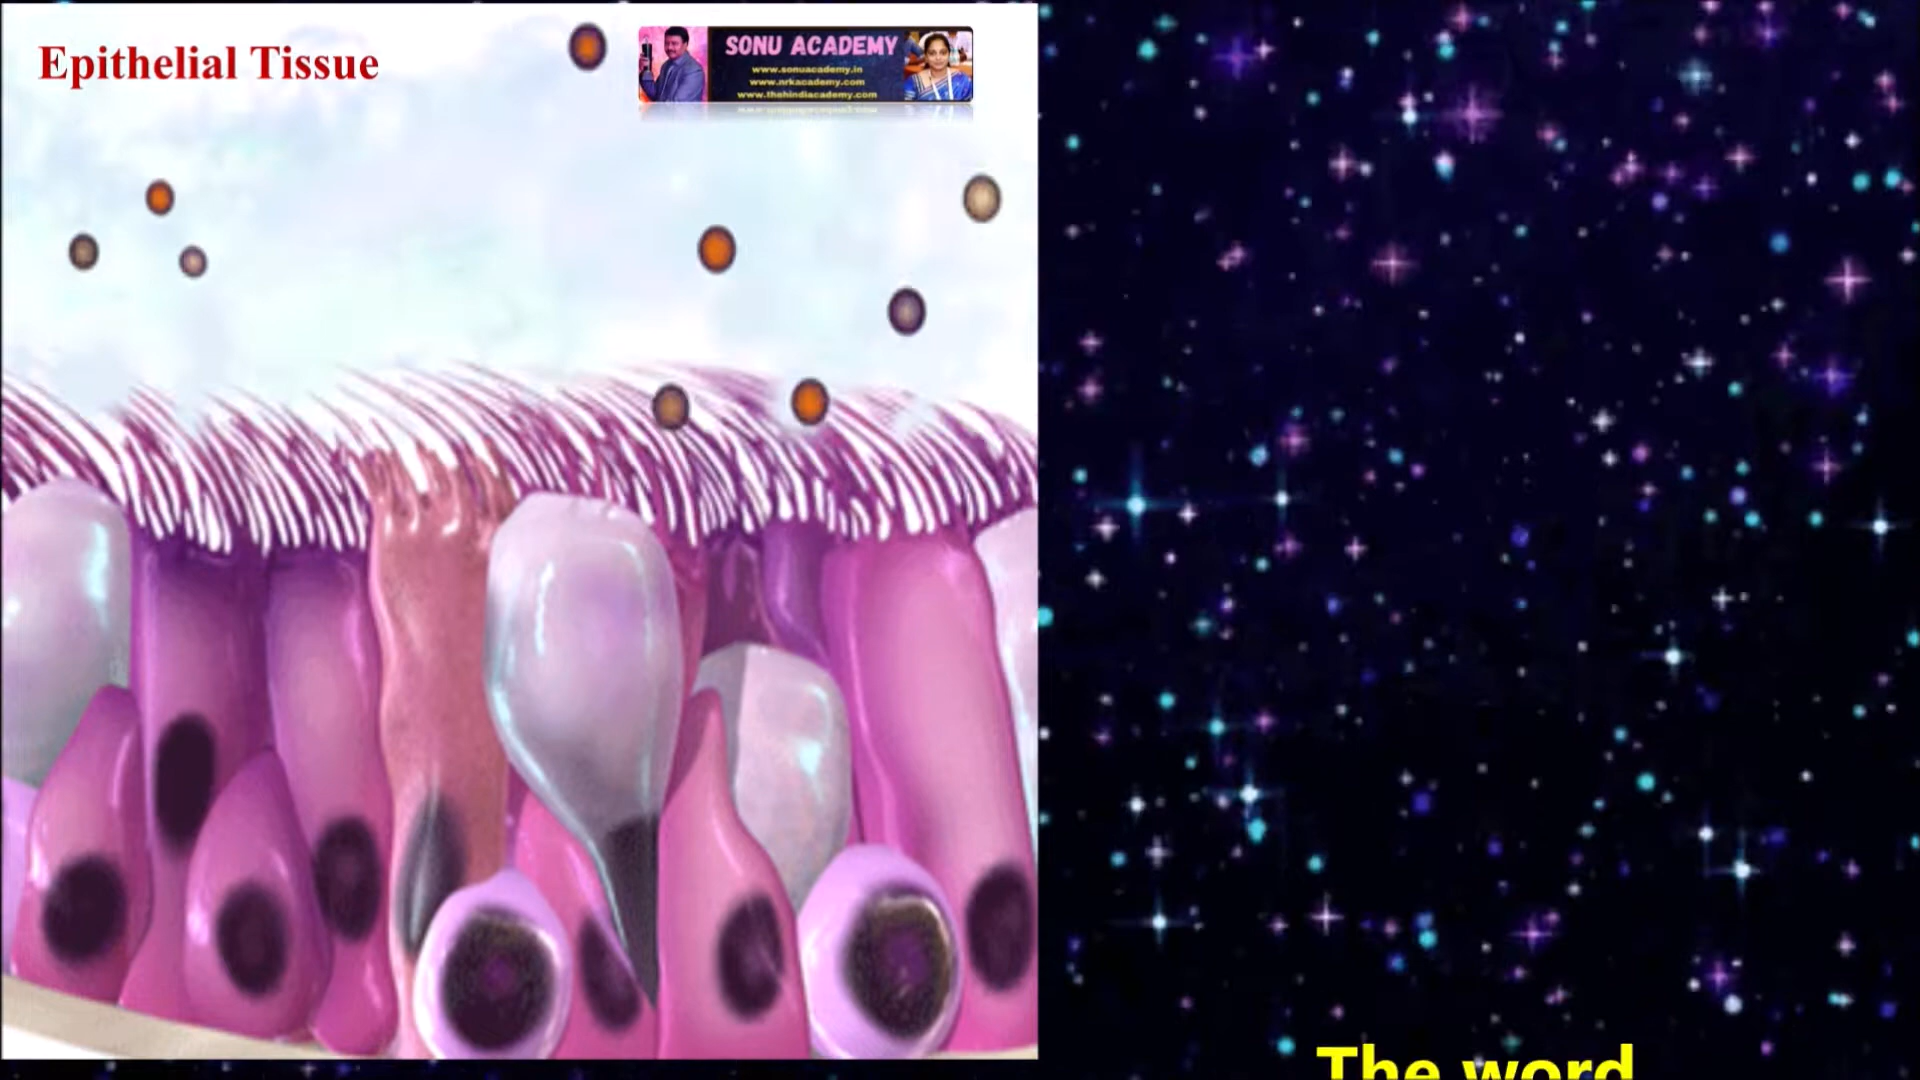 Epithelial Tissue
SONU ACADEMY
www.sonuacademy.in
www.nrkacademy.com
www.thehindiacademy.com
The word